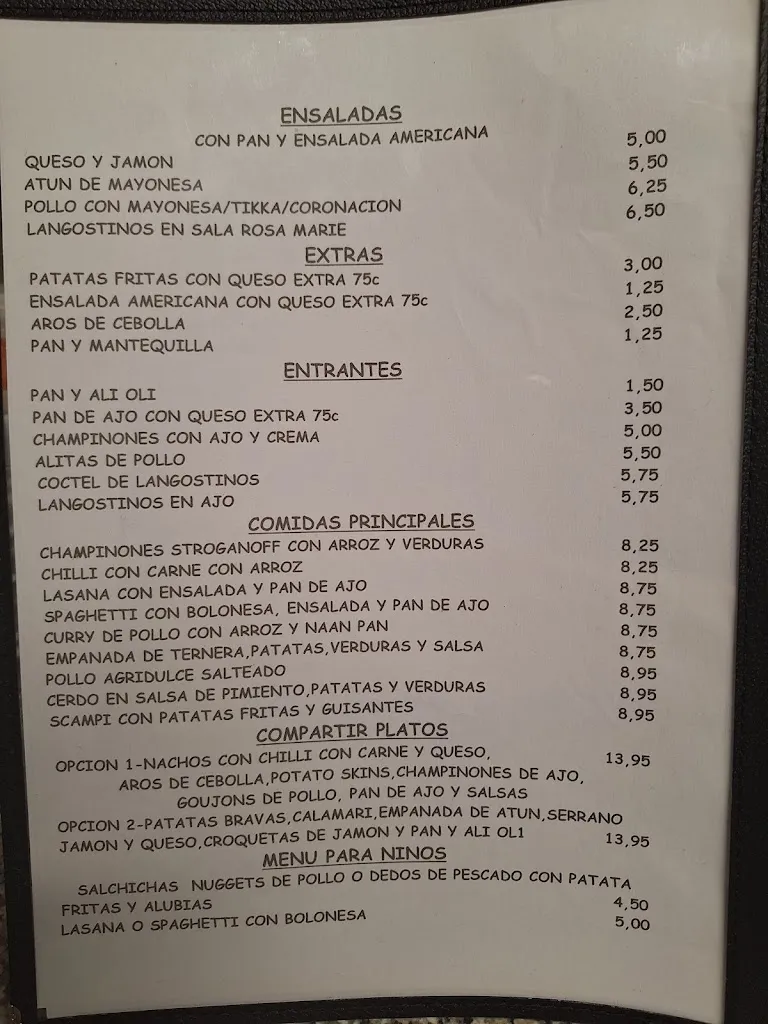 ENSALADAS
CON PAN Y ENSALADA AMERICANA
QUESO Y JAMON 5,00
ATUN DE MAYONESA 5,50
POLLO CON MAYONESA/TIKKA/CORONACION 6,25
LANGOSTINOS EN SALA ROSA MARIE 6,50
EXTRAS
PATATAS FRITAS CON QUESO EXTRA 75c 3,00
ENSALADA AMERICANA CON QUESO EXTRA 75c 1,25
AROS DE CEBOLLA 2,50
PAN Y MANTEQUILLA 1,25
ENTRANTES
PAN Y ALI OLI 1,50
PAN DE AJO CON QUESO EXTRA 75c 3,50
CHAMPINONES CON AJO Y CREMA 5,00
ALITAS DE POLLO 5,50
COCTEL DE LANGOSTINOS 5,75
LANGOSTINOS EN AJO 5,75
COMIDAS PRINCIPALES
CHAMPINONES STROGANOFF CON ARROZ Y VERDURAS 8,25
CHILLI CON CARNE CON ARROZ 8,25
LASANA CON ENSALADA Y PAN DE AJO 8,75
SPAGHETTI CON BOLONESA, ENSALADA Y PAN DE AJO 8,75
CURRY DE POLLO CON ARROZ Y NAAN PAN 8,75
EMPANADA DE TERNERA,PATATAS,VERDURAS Y SALSA 8,75
POLLO AGRIDULCE SALTEADO 8,95
CERDO EN SALSA DE PIMIENTO,PATATAS Y VERDURAS 8,95
SCAMPI CON PATATAS FRITAS Y GUISANTES 8,95
COMPARTIR PLATOS
OPCION 1-NACHOS CON CHILLI CON CARNE Y QUESO, 13,95
AROS DE CEBOLLA,POTATO SKINS,CHAMPINONES DE AJO,
GOUJONS DE POLLO, PAN DE AJO Y SALSAS
OPCION 2-PATATAS BRAVAS,CALAMARI,EMPANADA DE ATUN,SERRANO
JAMON Y QUESO,CROQUETAS DE JAMON Y PAN Y ALI OL1 13,95
MENU PARA NINOS
SALCHICHAS NUGGETS DE POLLO O DEDOS DE PESCADO CON PATATA
FRITAS Y ALUBIAS 4,50
LASANA O SPAGHETTI CON BOLONESA 5,00